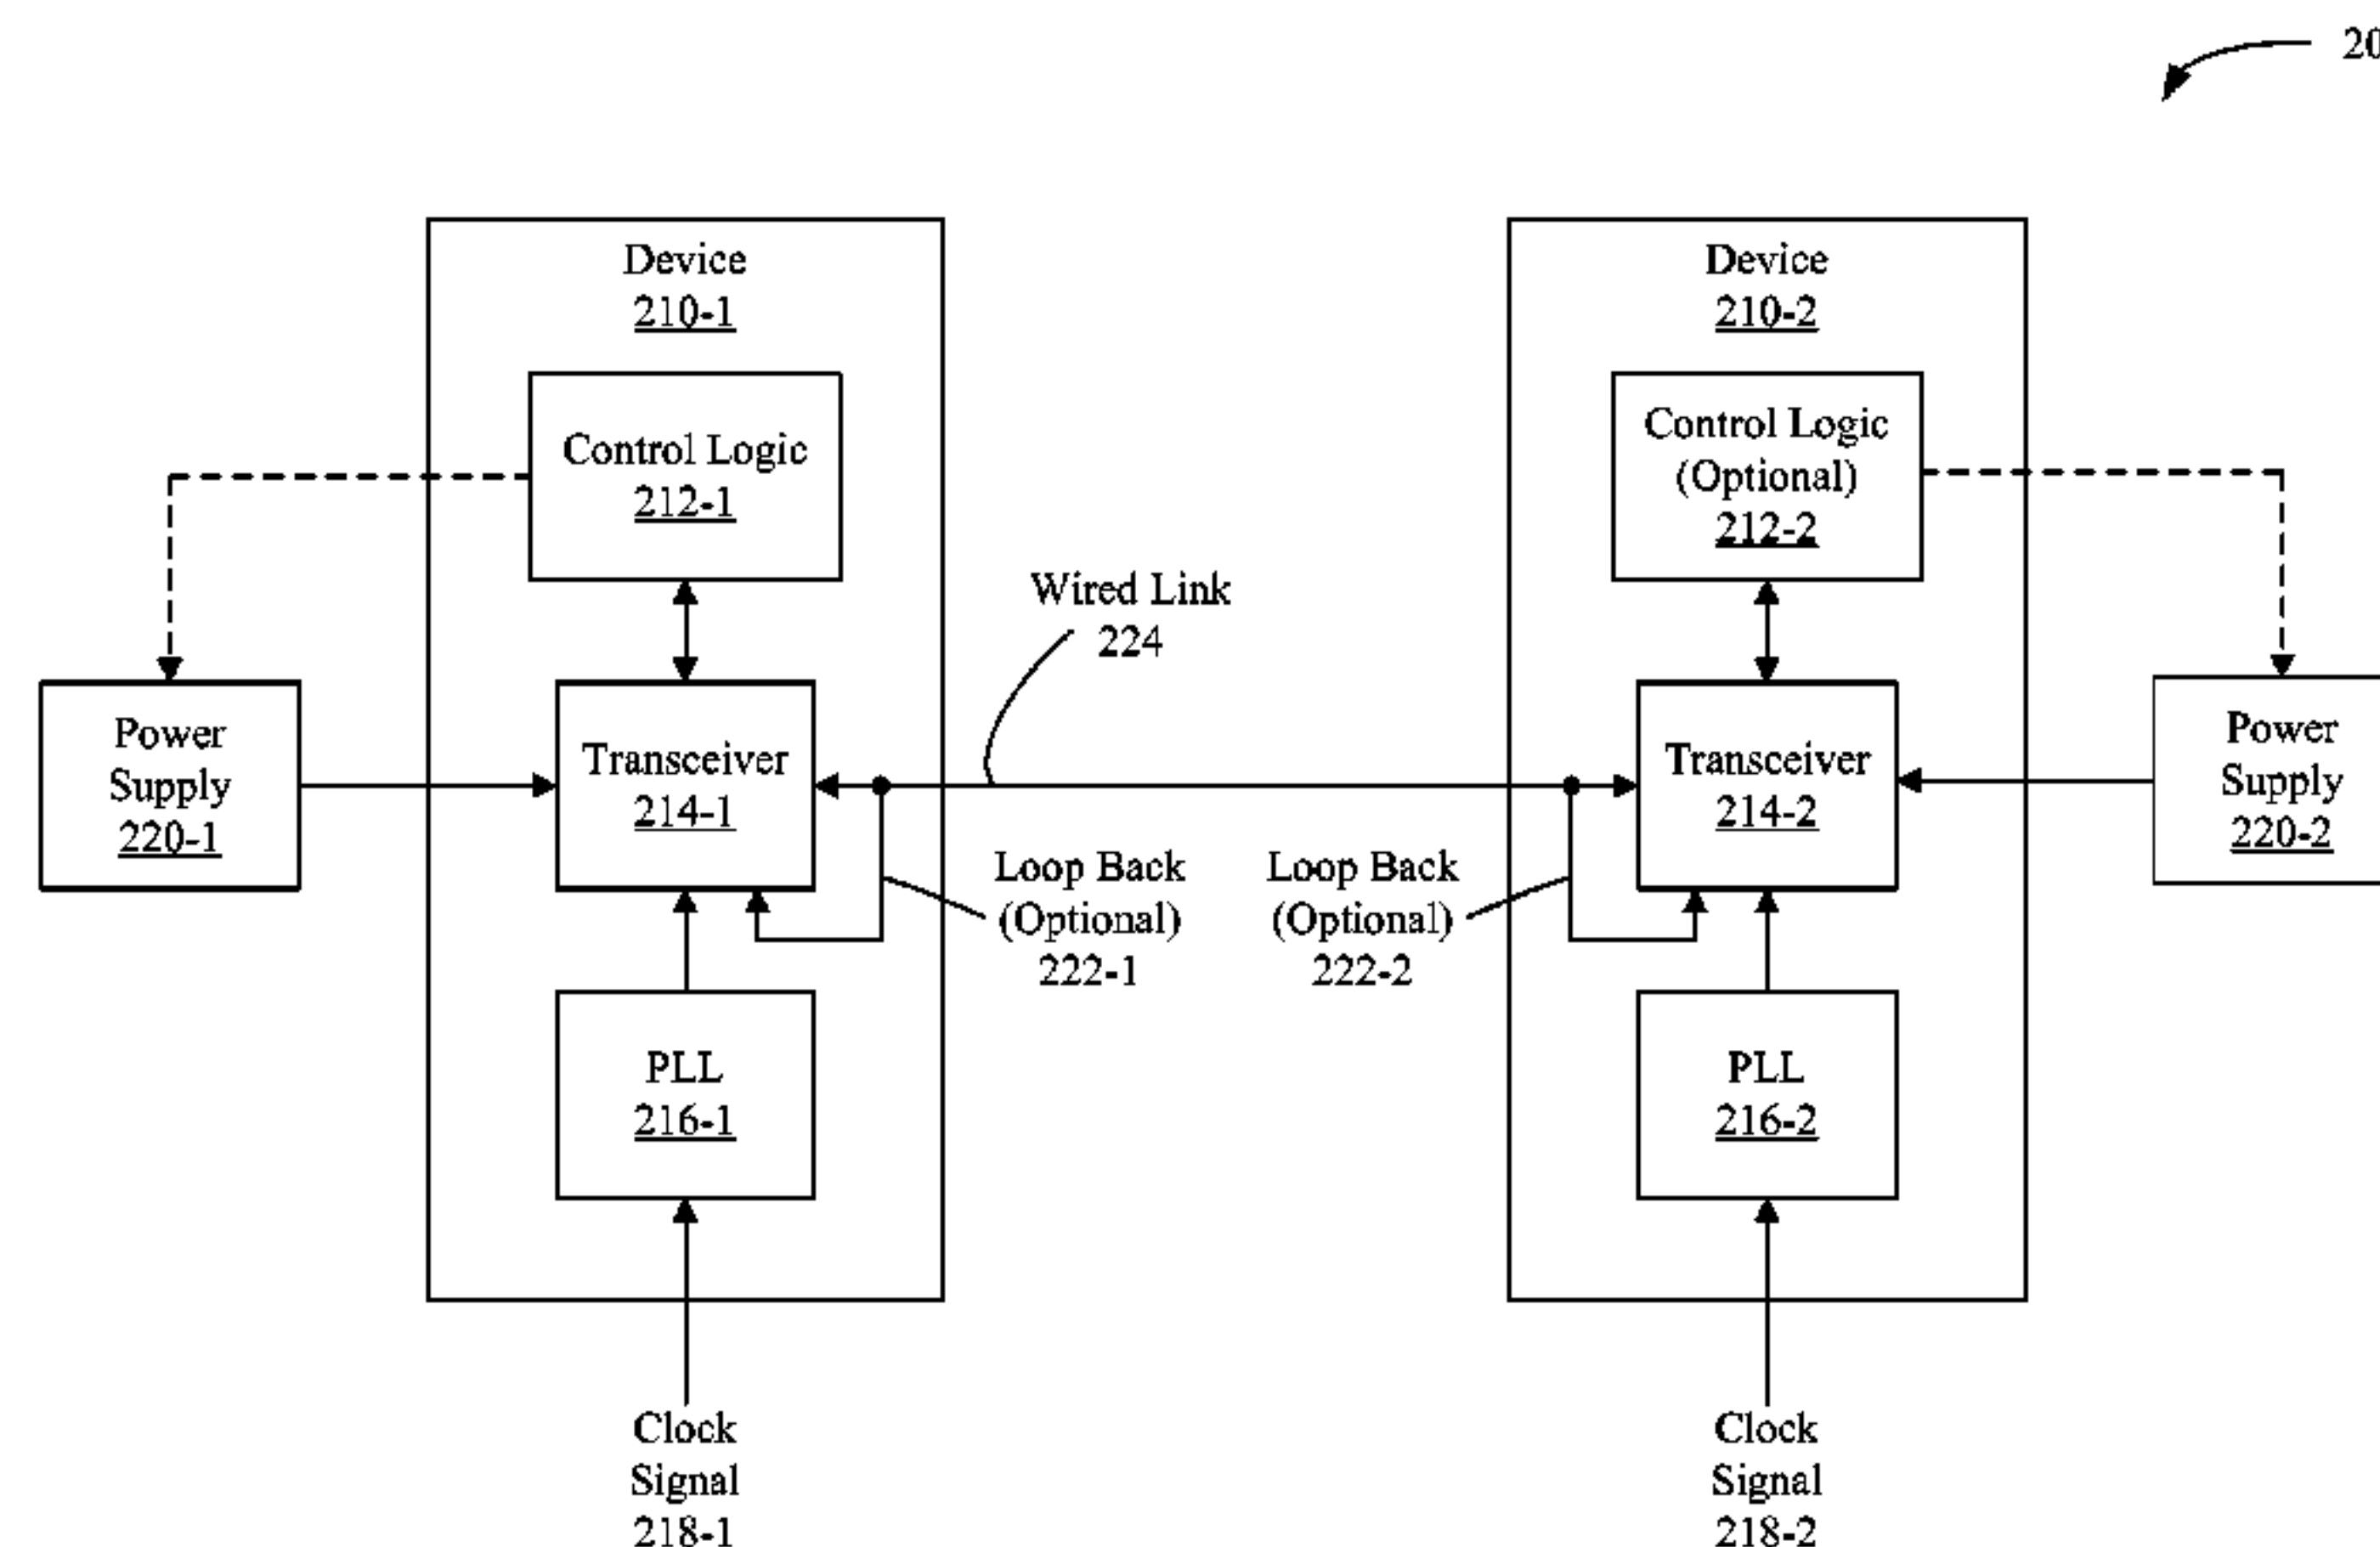 20
Device
210-1
Control Logic
212-1
Power
Supply
220-1
Transceiver
214-1
PLL
216-1
Clock
Signal
218-1
Wired Link
224
Loop Back
(Optional)
222-1
Loop Back
(Optional)
222-2
Device
210-2
Control Logic
(Optional)
212-2
Transceiver
214-2
Power
Supply
220-2
PLL
216-2
Clock
Signal
218-2